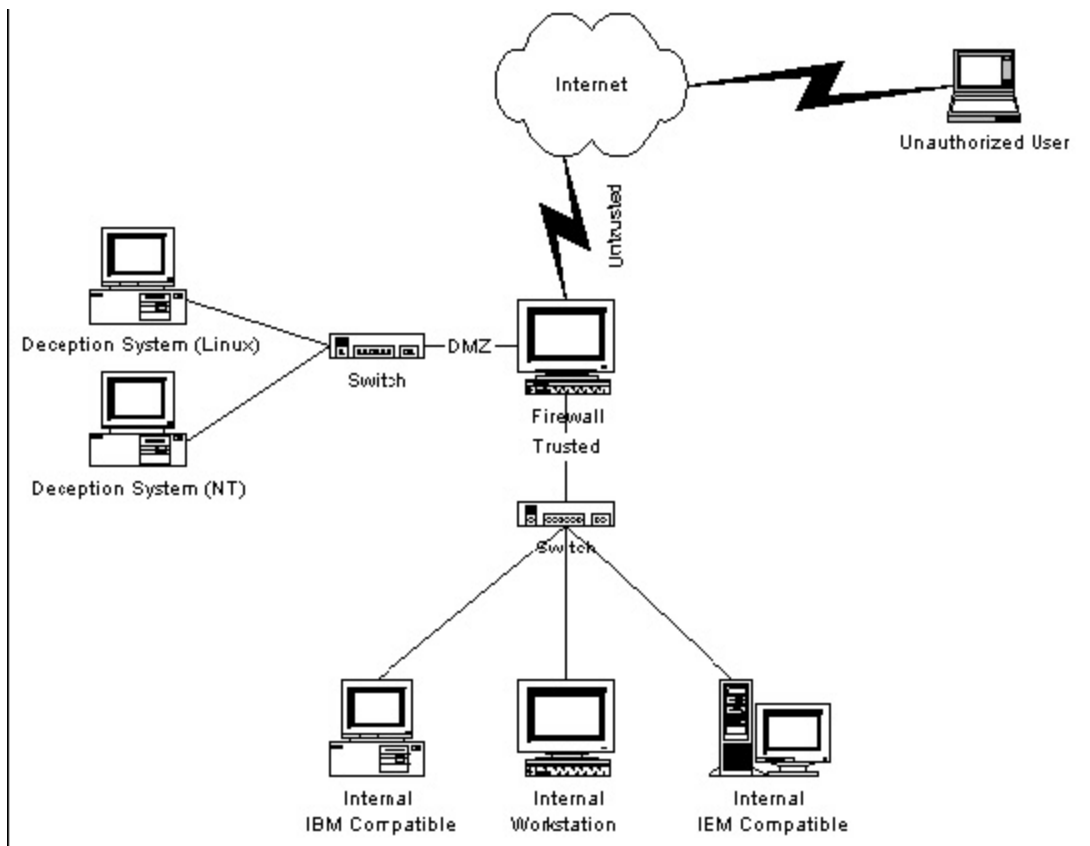 Internet
Unauthorized User
Untrusted
Deception System (Linux)
DMZ
Switch
Firewall
Trusted
Deception System (NT)
Switch
Internal
IBM Compatible
Internal
Workstation
Internal
IEM Compatible